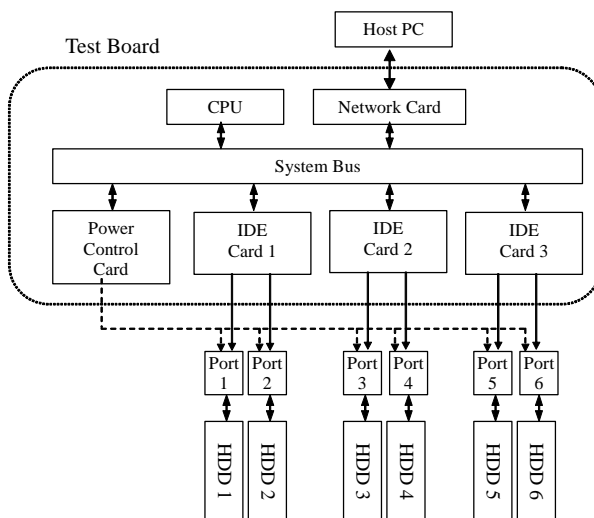 Host PC
Test Board
CPU
Network Card
System Bus
Power
Control
Card
IDE
Card 1
IDE
Card 2
IDE
Card 3
Port
1
Port
2
Port
3
Port
4
Port
5
Port
6
HDD 1
HDD 2
HDD 3
HDD 4
HDD 5
HDD 6